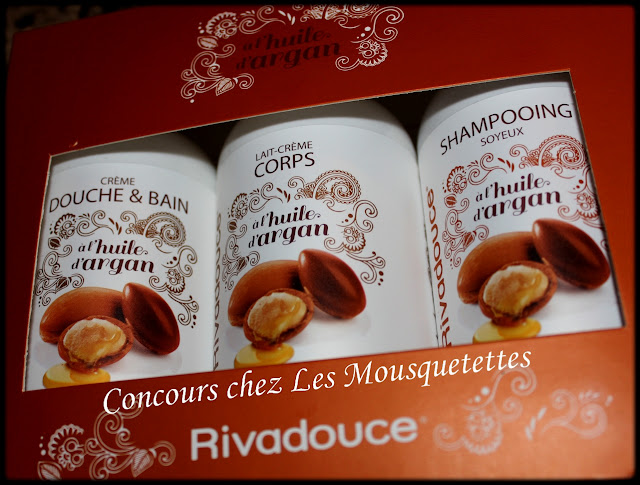 à l'huile
d'argan
CRÈME
DOUCHE & BAIN
à l'huile
d'argan
LAIT-CRÈME
CORPS
à l'huile
d'argan
Rivadouce
SHAMPOOING
SOYEUX
à l'huile
d'argan
Rivadouce
Concours chez Les Mousquetettes
Rivadouce